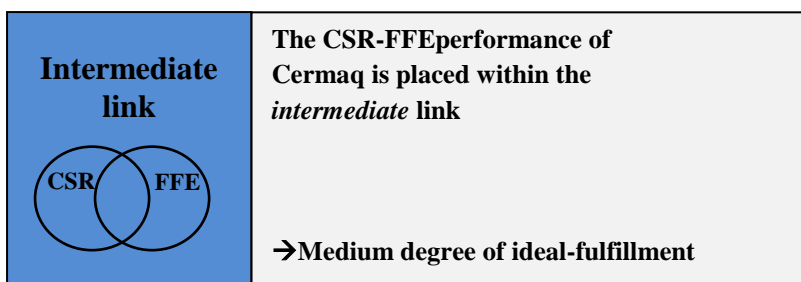 Intermediate
link
CSR FFE
The CSR-FFEperformance of
Cermaq is placed within the
intermediate link
→Medium degree of ideal-fulfillment